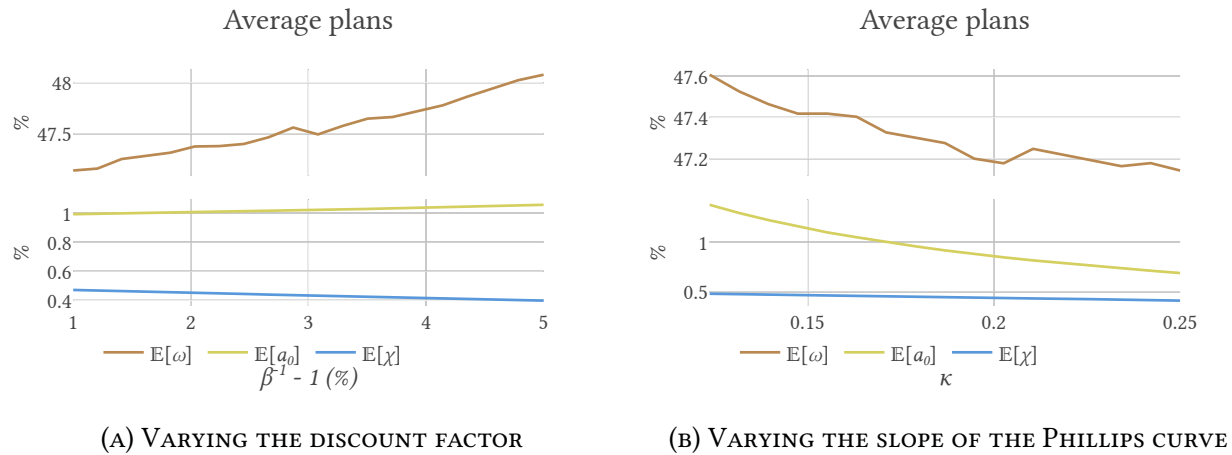 Average plans
48
47.5
%
1
0.8
0.6
0.4
%
1 2 3 4 5
𝔼[ω] 𝔼[a₀] 𝔼[χ]
β⁻¹ - 1 (%)
(A) VARYING THE DISCOUNT FACTOR
Average plans
47.6
47.4
47.2
%
1
0.5
%
0.15 0.2 0.25
𝔼[ω] 𝔼[a₀] 𝔼[χ]
κ
(B) VARYING THE SLOPE OF THE PHILLIPS CURVE